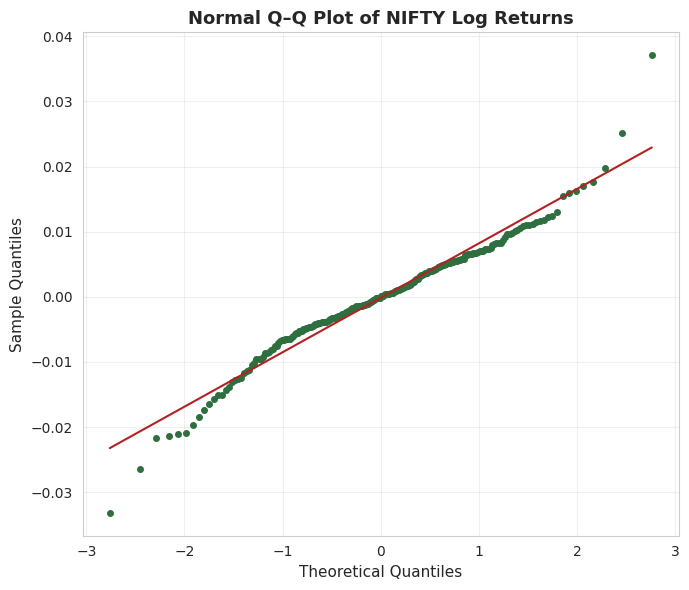 Normal Q–Q Plot of NIFTY Log Returns
0.04
0.03
0.02
0.01
0.00
−0.01
−0.02
−0.03
Sample Quantiles
−3 −2 −1 0 1 2 3
Theoretical Quantiles